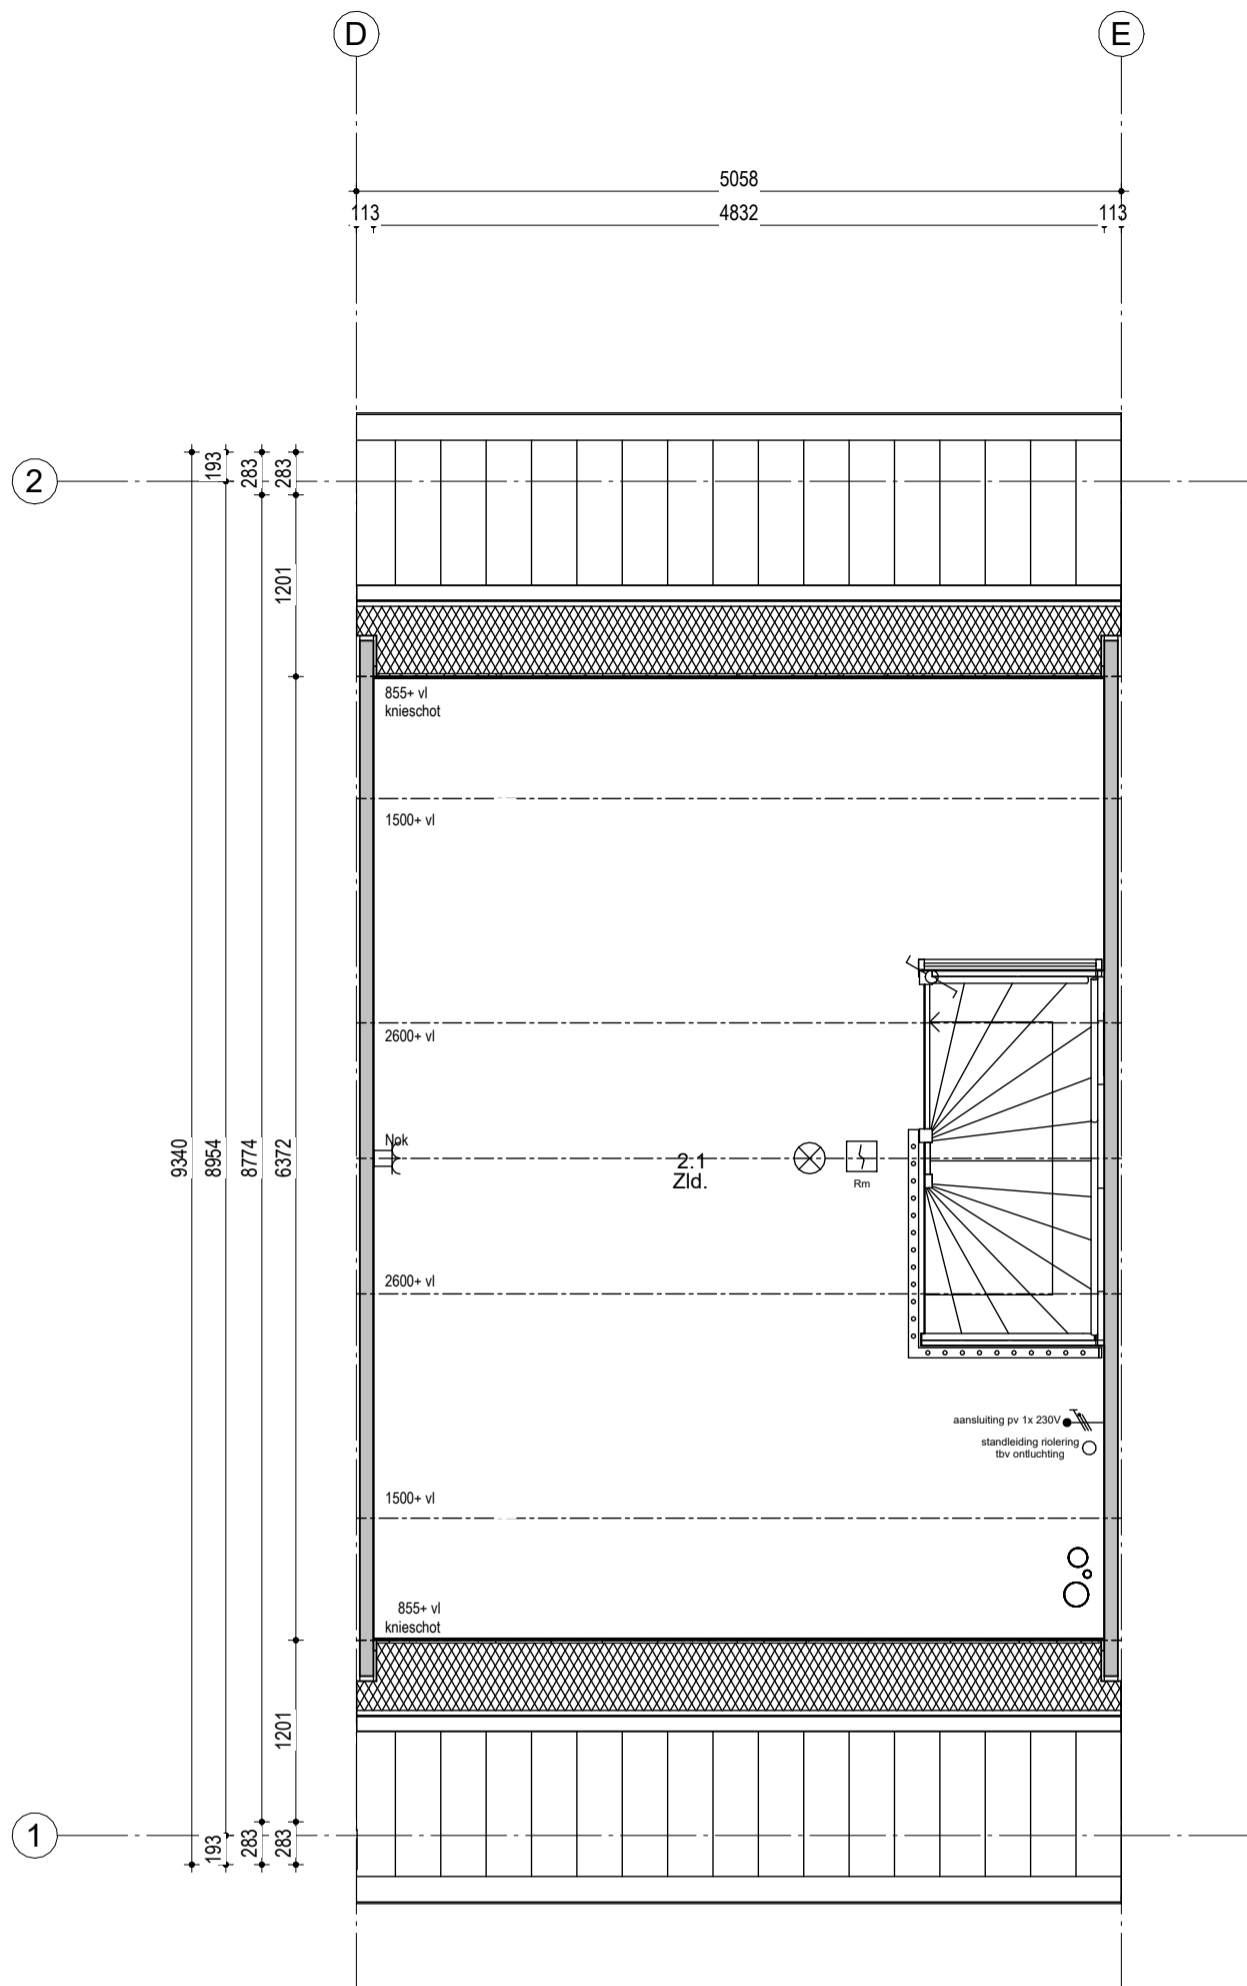 D
E
5058
113
4832
113
2
193
283
283
1201
855+ vl
knieschot
1500+ vl
2600+ vl
9340
8954
8774
6372
Nok
2.1
Zld.
Rm
2600+ vl
aansluiting pv 1x 230V
standleiding riolering
tbv ontluchting
1500+ vl
855+ vl
knieschot
1201
1
193
283
283